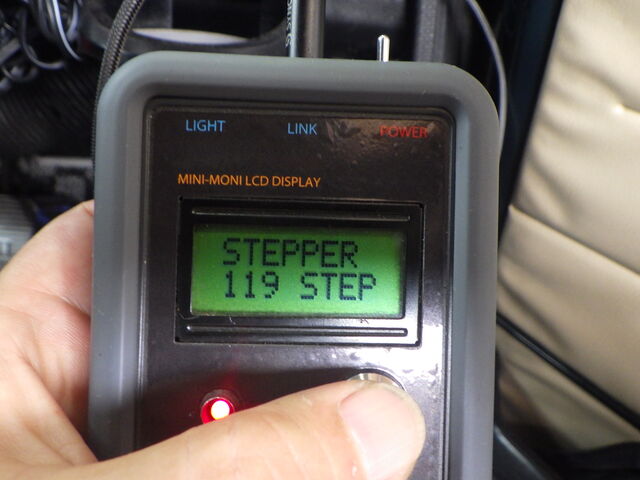 LIGHT LINK POWER
MINI-MONI LCD DISPLAY
STEPPER
119 STEP